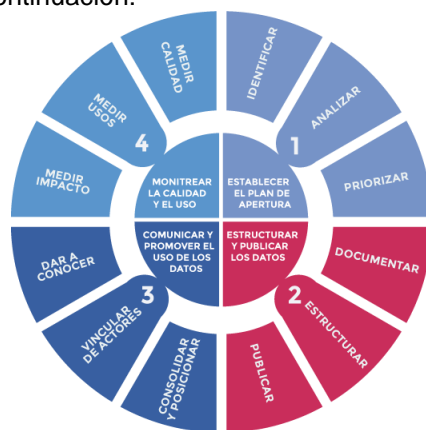 ontinuación.
IDENTIFICAR
ANALIZAR
PRIORIZAR
1
ESTABLECER
EL PLAN DE
APERTURA
DOCUMENTAR
ESTRUCTURAR
PUBLICAR
2
ESTRUCTURAR
Y PUBLICAR
LOS DATOS
CONSOLIDAR
Y POSICIONAR
VINCULAR
DE ACTORES
DAR A
CONOCER
3
COMUNICAR Y
PROMOVER EL
USO DE LOS
DATOS
MEDIR
IMPACTO
MEDIR
USOS
MEDIR
CALIDAD
4
MONITREAR
LA CALIDAD
Y EL USO